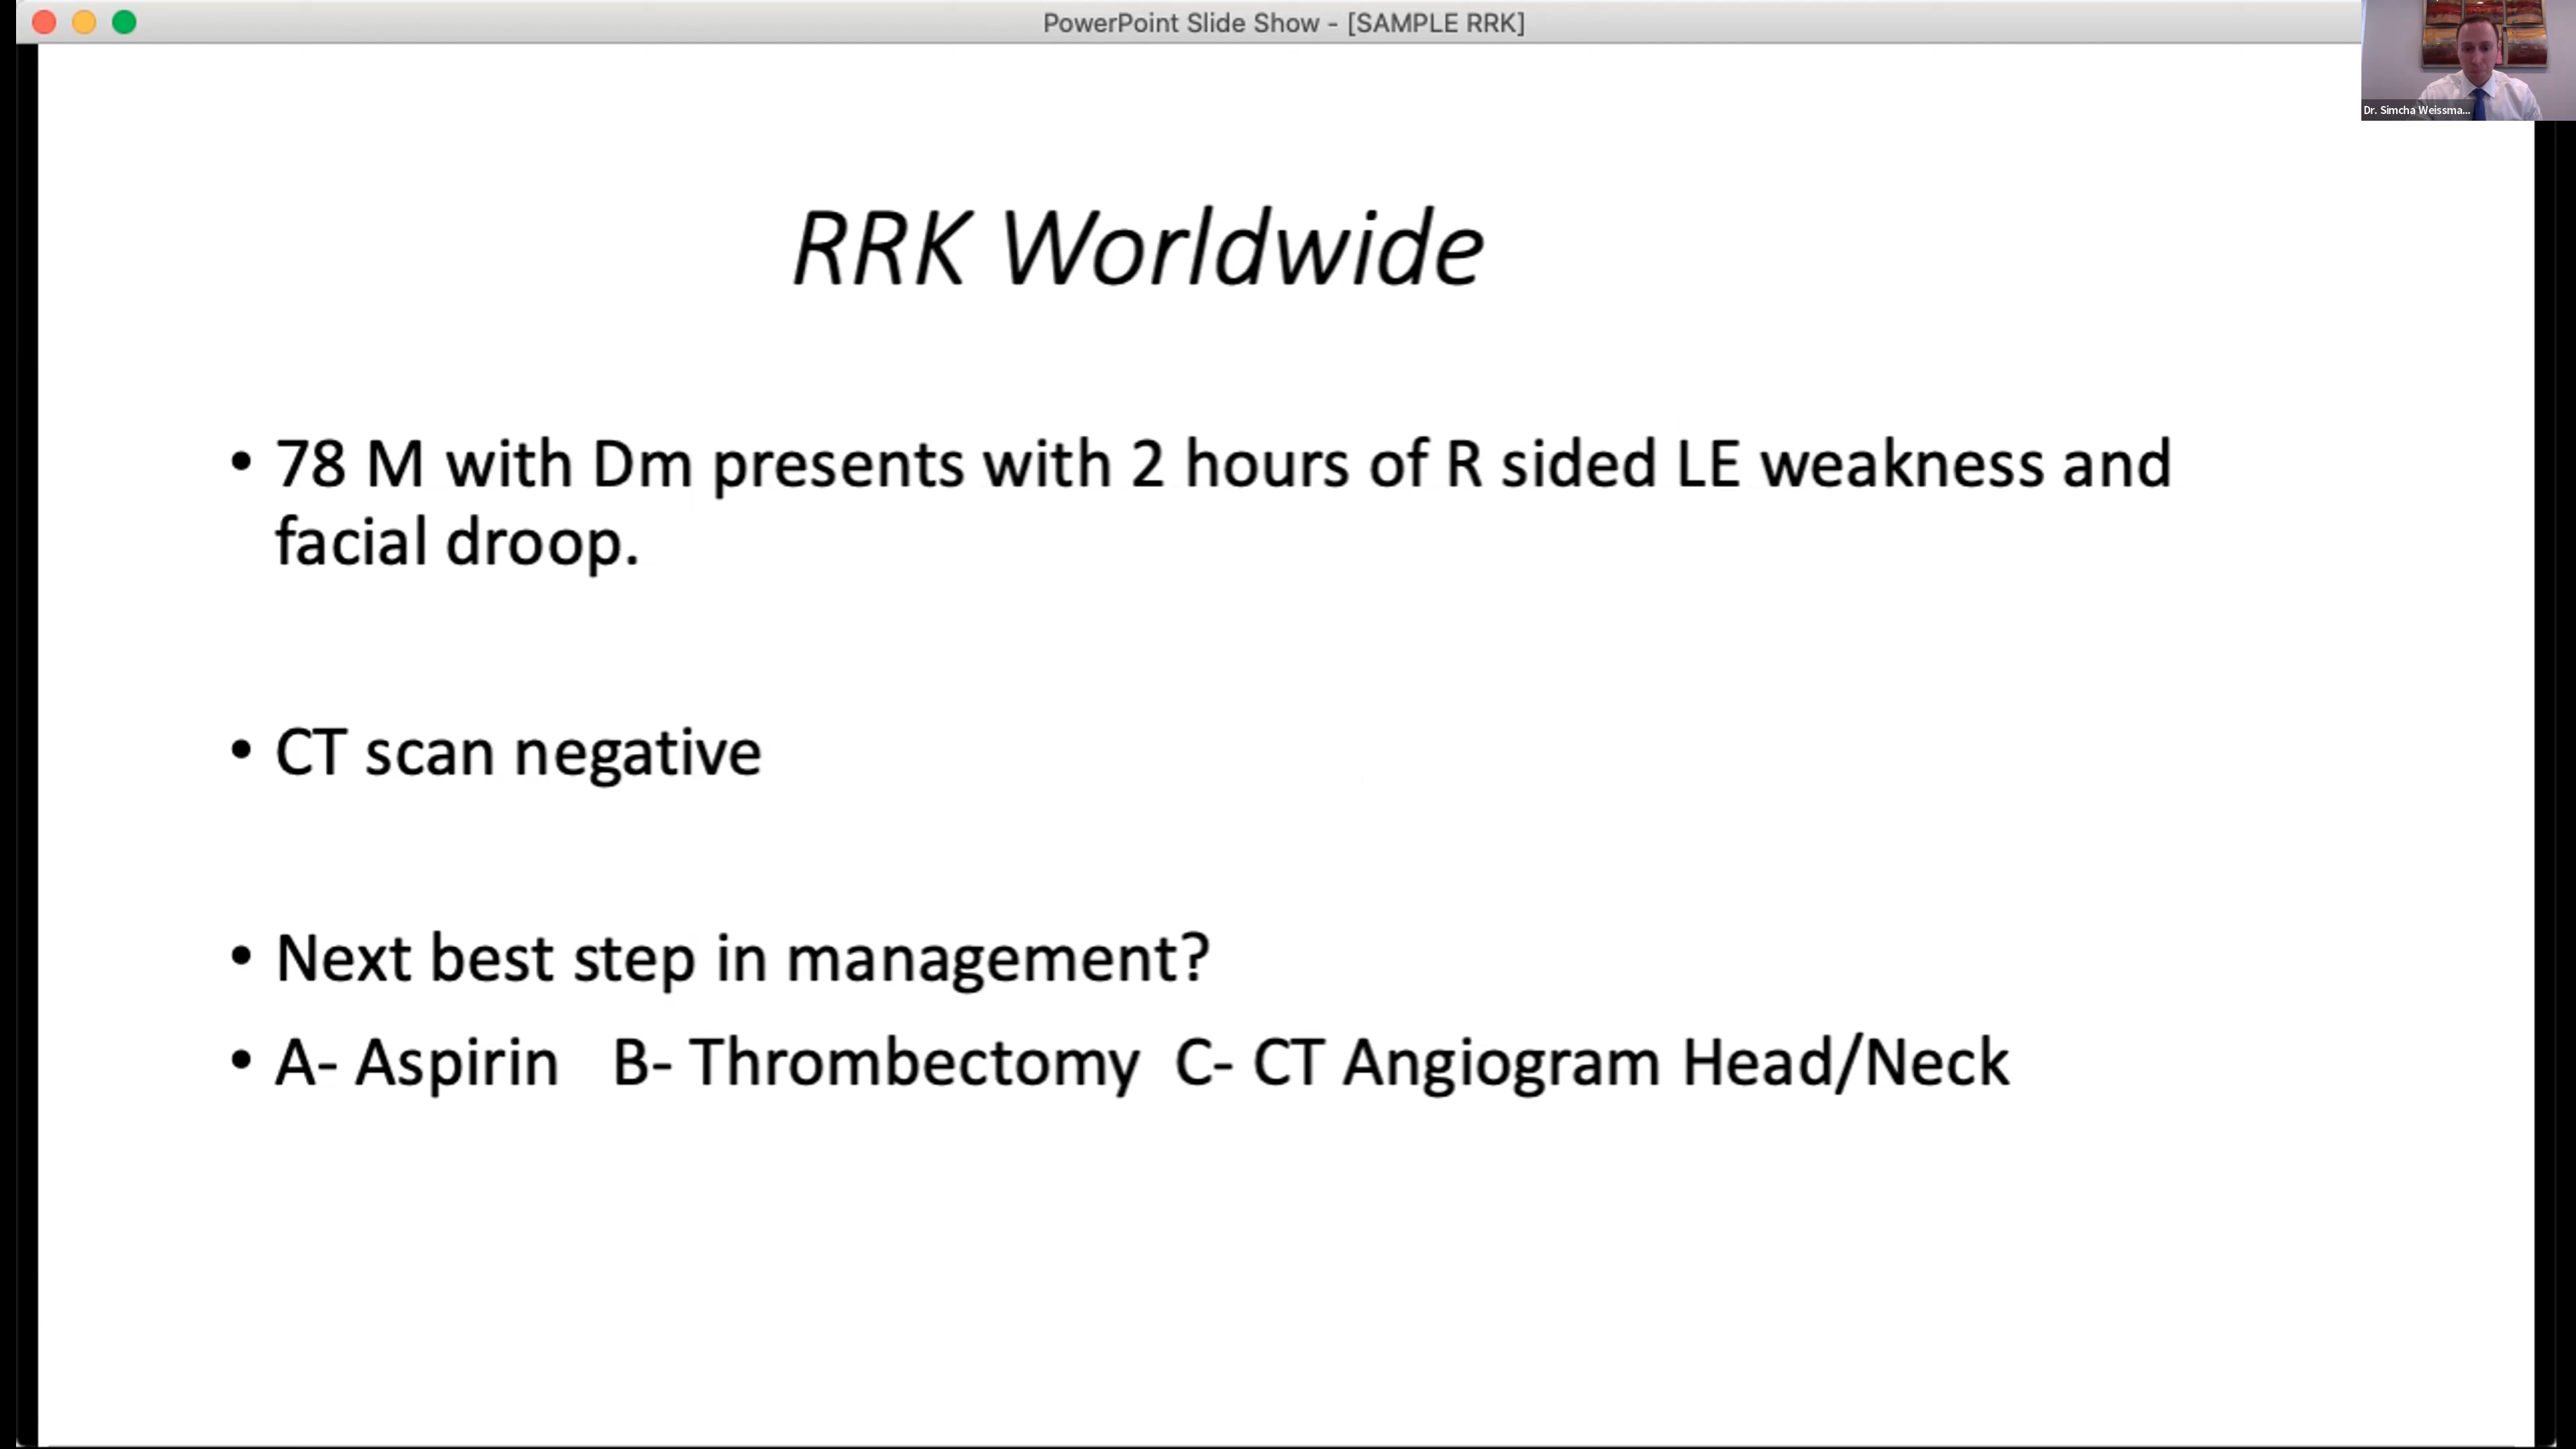 PowerPoint Slide Show - [SAMPLE RRK]
Dr. Simcha Weissma...
RRK Worldwide
• 78 M with Dm presents with 2 hours of R sided LE weakness and
facial droop.
• CT scan negative
• Next best step in management?
• A- Aspirin B- Thrombectomy C- CT Angiogram Head/Neck